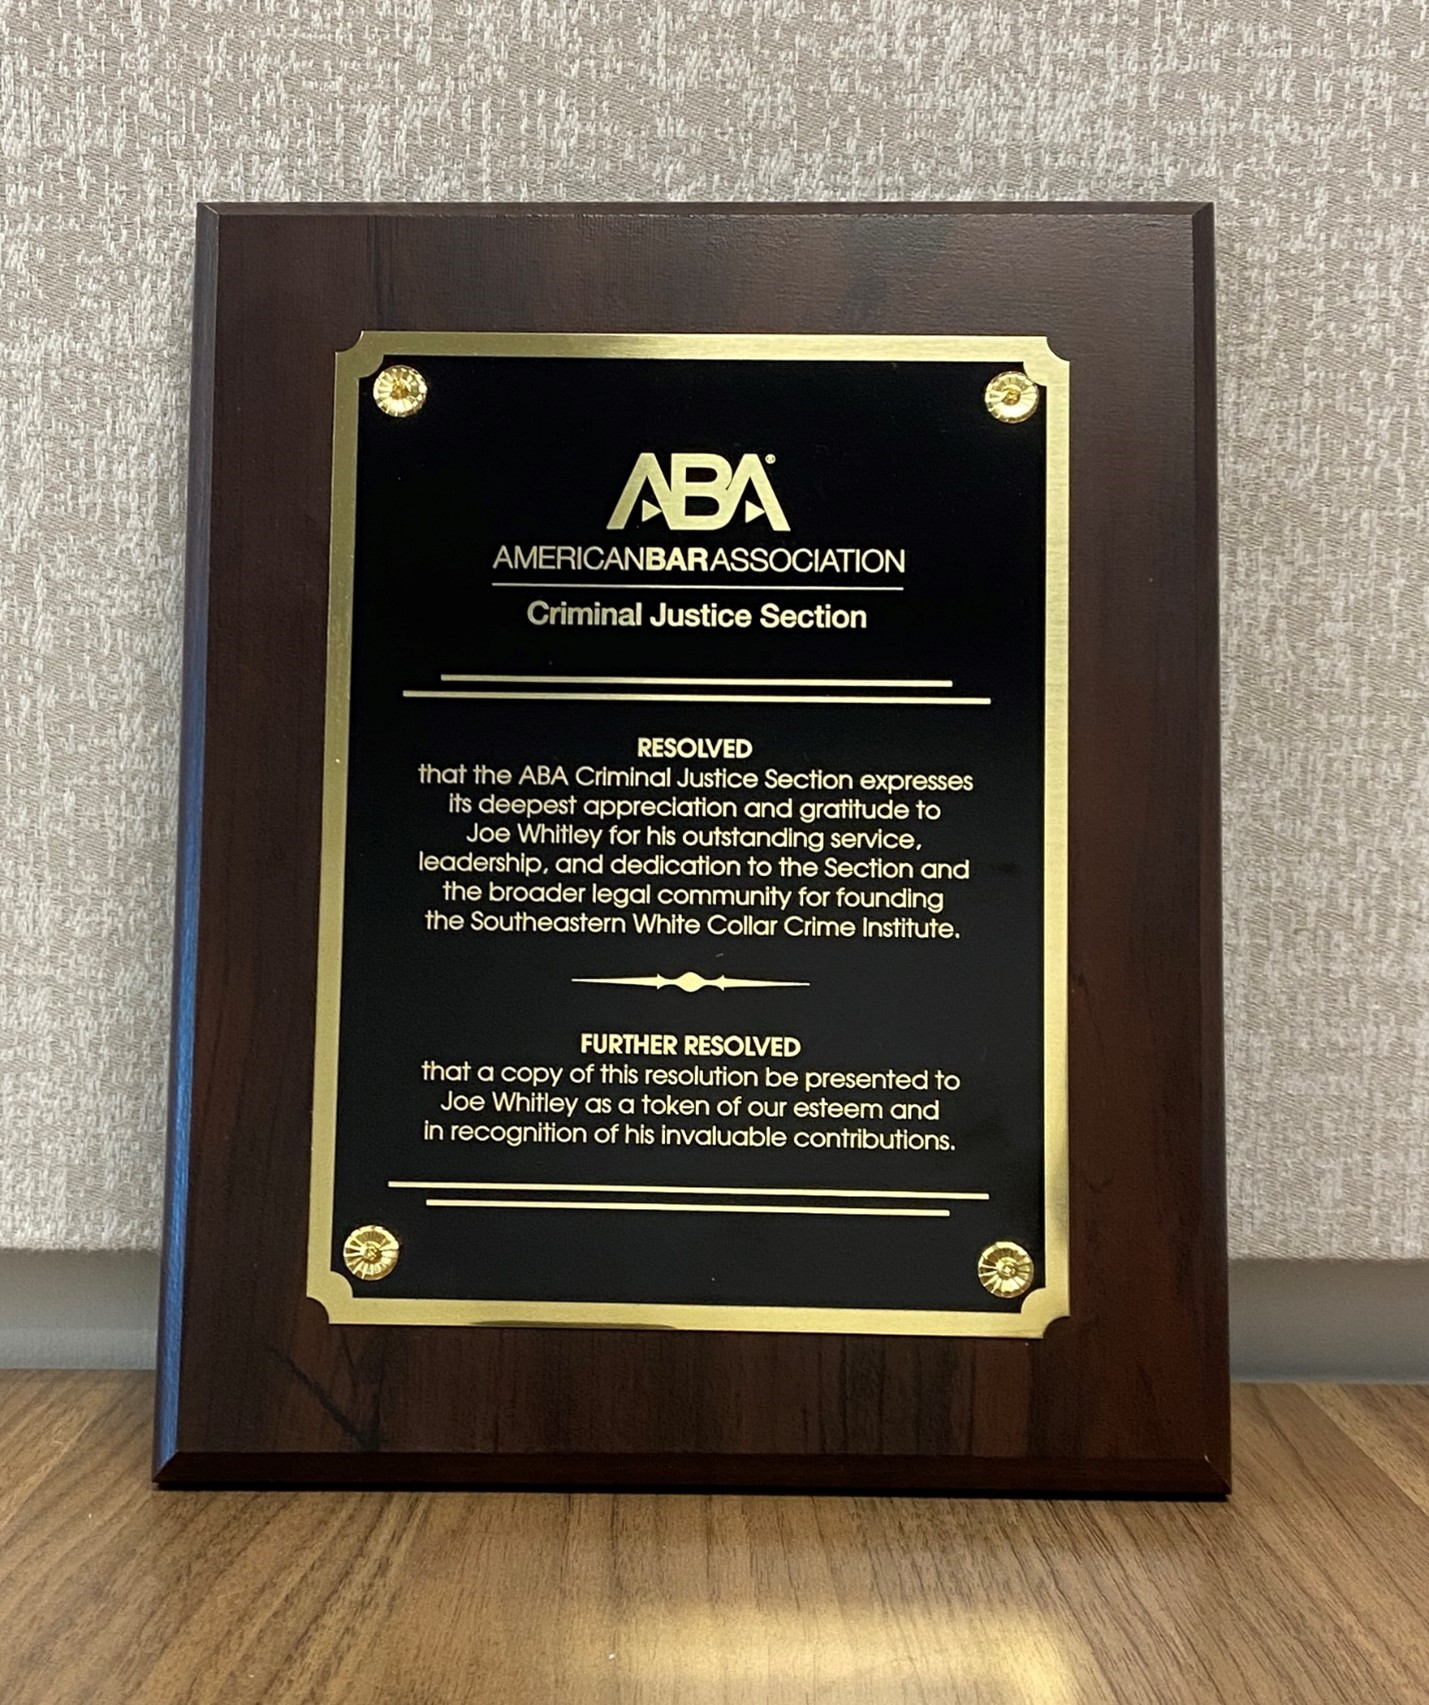 ABA®
AMERICANBARASSOCIATION
Criminal Justice Section
RESOLVED
that the ABA Criminal Justice Section expresses
its deepest appreciation and gratitude to
Joe Whitley for his outstanding service,
leadership, and dedication to the Section and
the broader legal community for founding
the Southeastern White Collar Crime Institute.
FURTHER RESOLVED
that a copy of this resolution be presented to
Joe Whitley as a token of our esteem and
in recognition of his invaluable contributions.